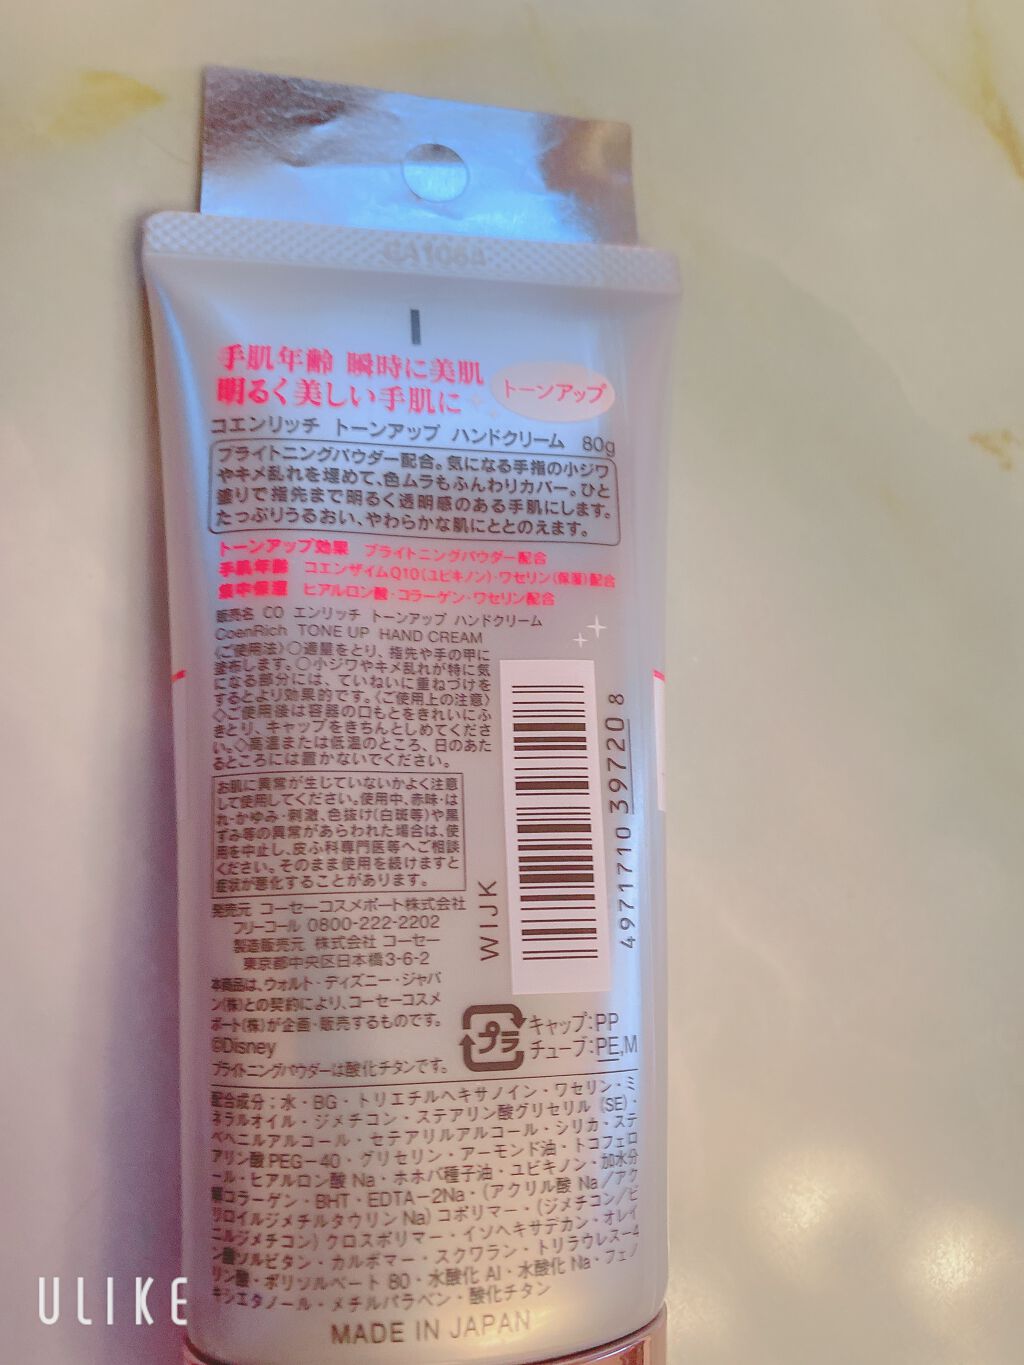 CA1064
手肌年齢 瞬時に美肌
明るく美しい手肌に
トーンアップ
コエンリッチ トーンアップ ハンドクリーム 80g
ブライトニングパウダー配合。気になる手指の小ジワ
やキメ乱れを埋めて、色ムラもふんわりカバー。ひと
塗りで指先まで明るく透明感のある手肌にします。
たっぷりうるおい、やわらかな肌にととのえます。
トーンアップ効果 ブライトニングパウダー配合
手肌年齢 コエンザイムQ10(ユビキノン)・ワセリン(保湿)配合
集中保湿 ヒアルロン酸・コラーゲン・ワセリン配合
販売名 CO エンリッチ トーンアップ ハンドクリーム
CoenRich TONE UP HAND CREAM
〈ご使用法〉○適量をとり、指先や手の甲に
塗布します。○小ジワやキメ乱れが特に気
になる部分には、ていねいに重ねづけを
するとより効果的です。〈ご使用上の注意〉
◇ご使用後は容器の口もとをきれいにふ
きとり、キャップをきちんとしめてくださ
い。◇高温または低温のところ、日のあた
るところには置かないでください。
お肌に異常が生じていないかよく注意
して使用してください。使用中、赤味・は
れ・かゆみ・刺激、色抜け(白斑等)や黒
ずみ等の異常があらわれた場合は、使
用を中止し、皮ふ科専門医等へご相談
ください。そのまま使用を続けますと
症状が悪化することがあります。
発売元 コーセーコスメポート株式会社
フリーコール 0800-222-2202
製造販売元 株式会社 コーセー
東京都中央区日本橋3-6-2
本商品は、ウォルト・ディズニー・ジャパ
ン(株)との契約により、コーセーコスメ
ポート(株)が企画・販売するものです。
©Disney
ブライトニングパウダーは酸化チタンです。
WIJK
4971710 39720 8
プラ
キャップ:PP
チューブ:PE,M
配合成分;水・BG・トリエチルヘキサノイン・ワセリン・ミ
ネラルオイル・ジメチコン・ステアリン酸グリセリル(SE)・
ベヘニルアルコール・セテアリルアルコール・シリカ・ステ
アリン酸PEG-40・グリセリン・アーモンド油・トコフェロ
ール・ヒアルロン酸Na・ホホバ種子油・ユビキノン・加水分
解コラーゲン・BHT・EDTA-2Na・(アクリル酸Na/アク
リロイルジメチルタウリンNa)コポリマー・(ジメチコン/ビ
ニルジメチコン)クロスポリマー・イソヘキサデカン・オレイ
ン酸ソルビタン・カルボマー・スクワラン・トリラウレス-4
リン酸・ポリソルベート80・水酸化Al・水酸化Na・フェノ
キシエタノール・メチルパラベン・酸化チタン
MADE IN JAPAN
ULIKE